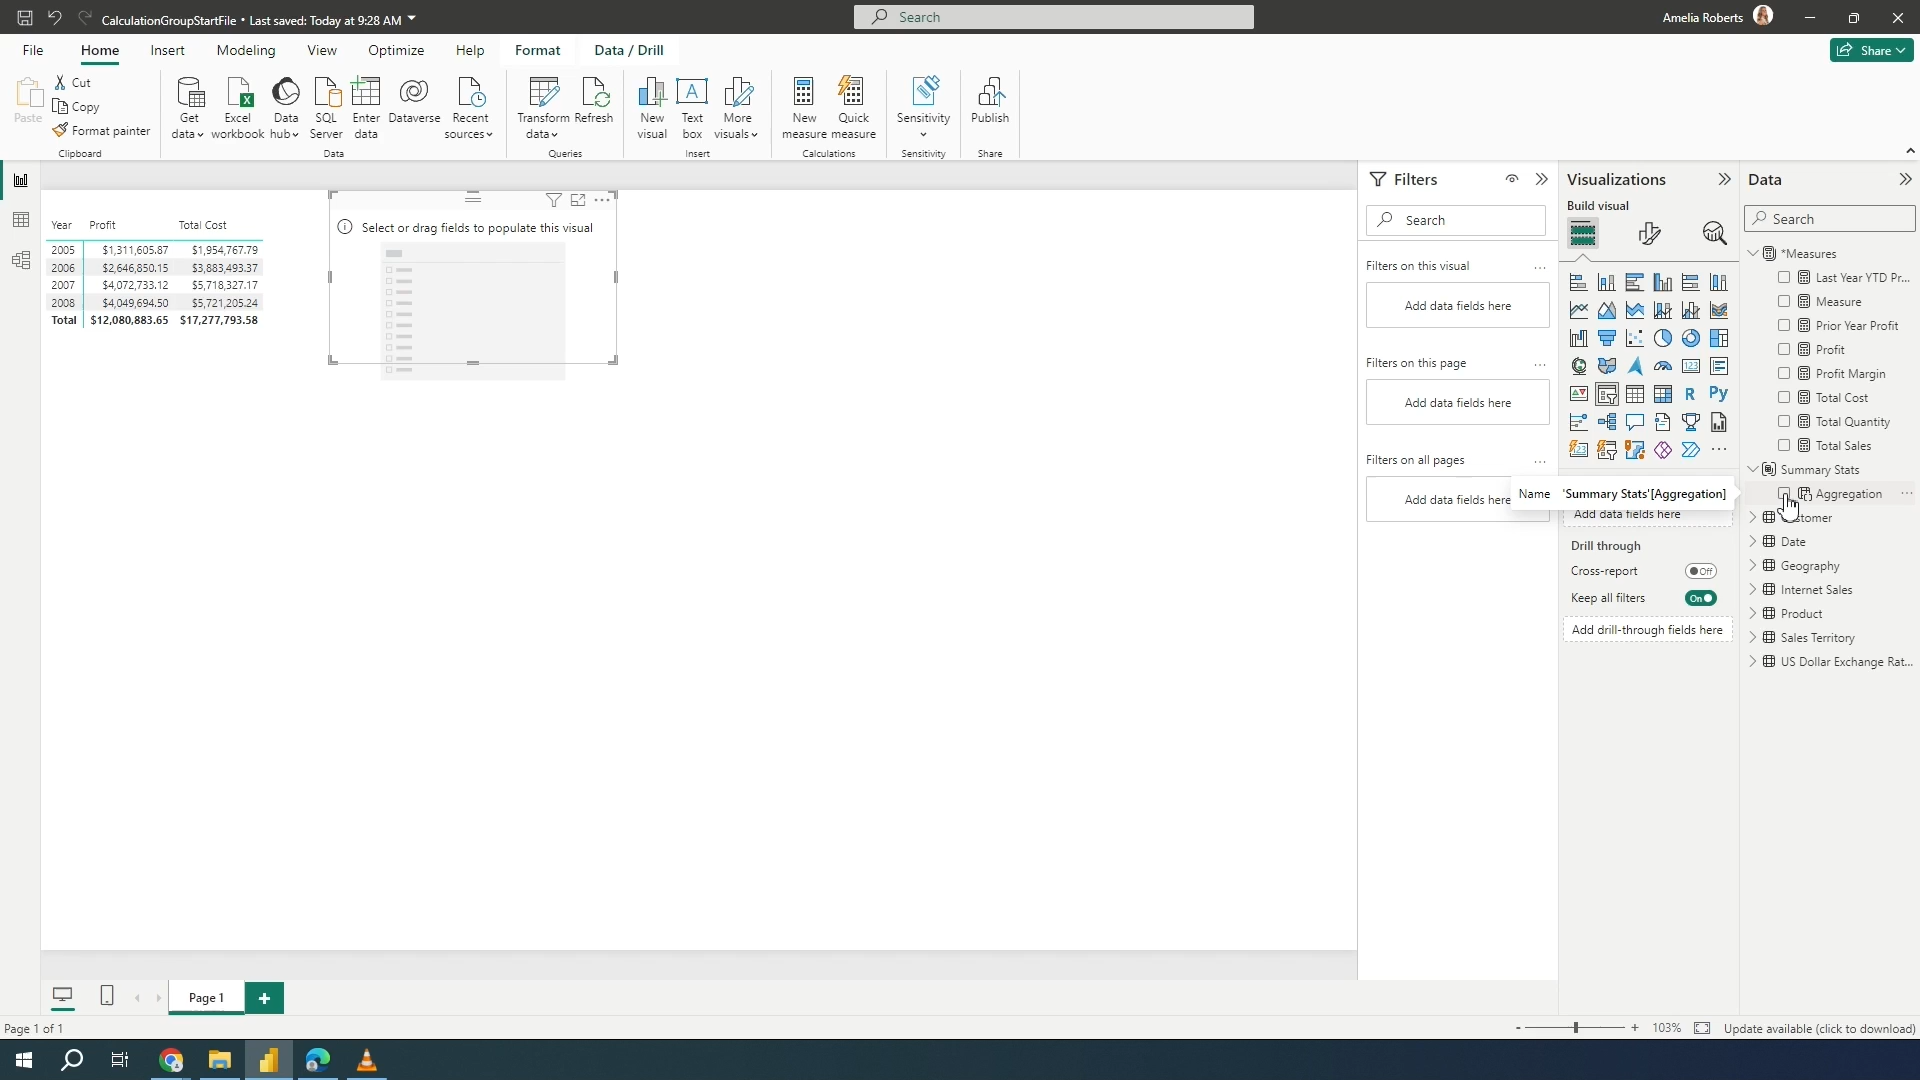 CalculationGroupStartFile • Last saved: Today at 9:28 AM
Search
Amelia Roberts
File Home Insert Modeling View Optimize Help Format Data / Drill
Share
Paste
Cut
Copy
Format painter
Clipboard
Get data
Excel workbook
Data hub
SQL Server
Enter data
Dataverse
Recent sources
Data
Transform data
Refresh
Queries
New visual
Text box
More visuals
Insert
New measure
Quick measure
Calculations
Sensitivity
Sensitivity
Publish
Share
Year Profit Total Cost
2005 $1,311,605.87 $1,954,767.79
2006 $2,646,850.15 $3,883,493.37
2007 $4,072,733.12 $5,718,327.17
2008 $4,049,694.50 $5,721,205.24
Total $12,080,883.65 $17,277,793.58
Select or drag fields to populate this visual
Filters
Search
Filters on this visual
Add data fields here
Filters on this page
Add data fields here
Filters on all pages
Add data fields here
Visualizations
Build visual
R
Py
123
123
Name 'Summary Stats'[Aggregation]
Add data fields here
Drill through
Cross-report
Off
Keep all filters
On
Add drill-through fields here
Data
Search
*Measures
Last Year YTD Pr...
Measure
Prior Year Profit
Profit
Profit Margin
Total Cost
Total Quantity
Total Sales
Summary Stats
Aggregation
stomer
Date
Geography
Internet Sales
Product
Sales Territory
US Dollar Exchange Rat...
Page 1
Page 1 of 1
- + 103%
Update available (click to download)